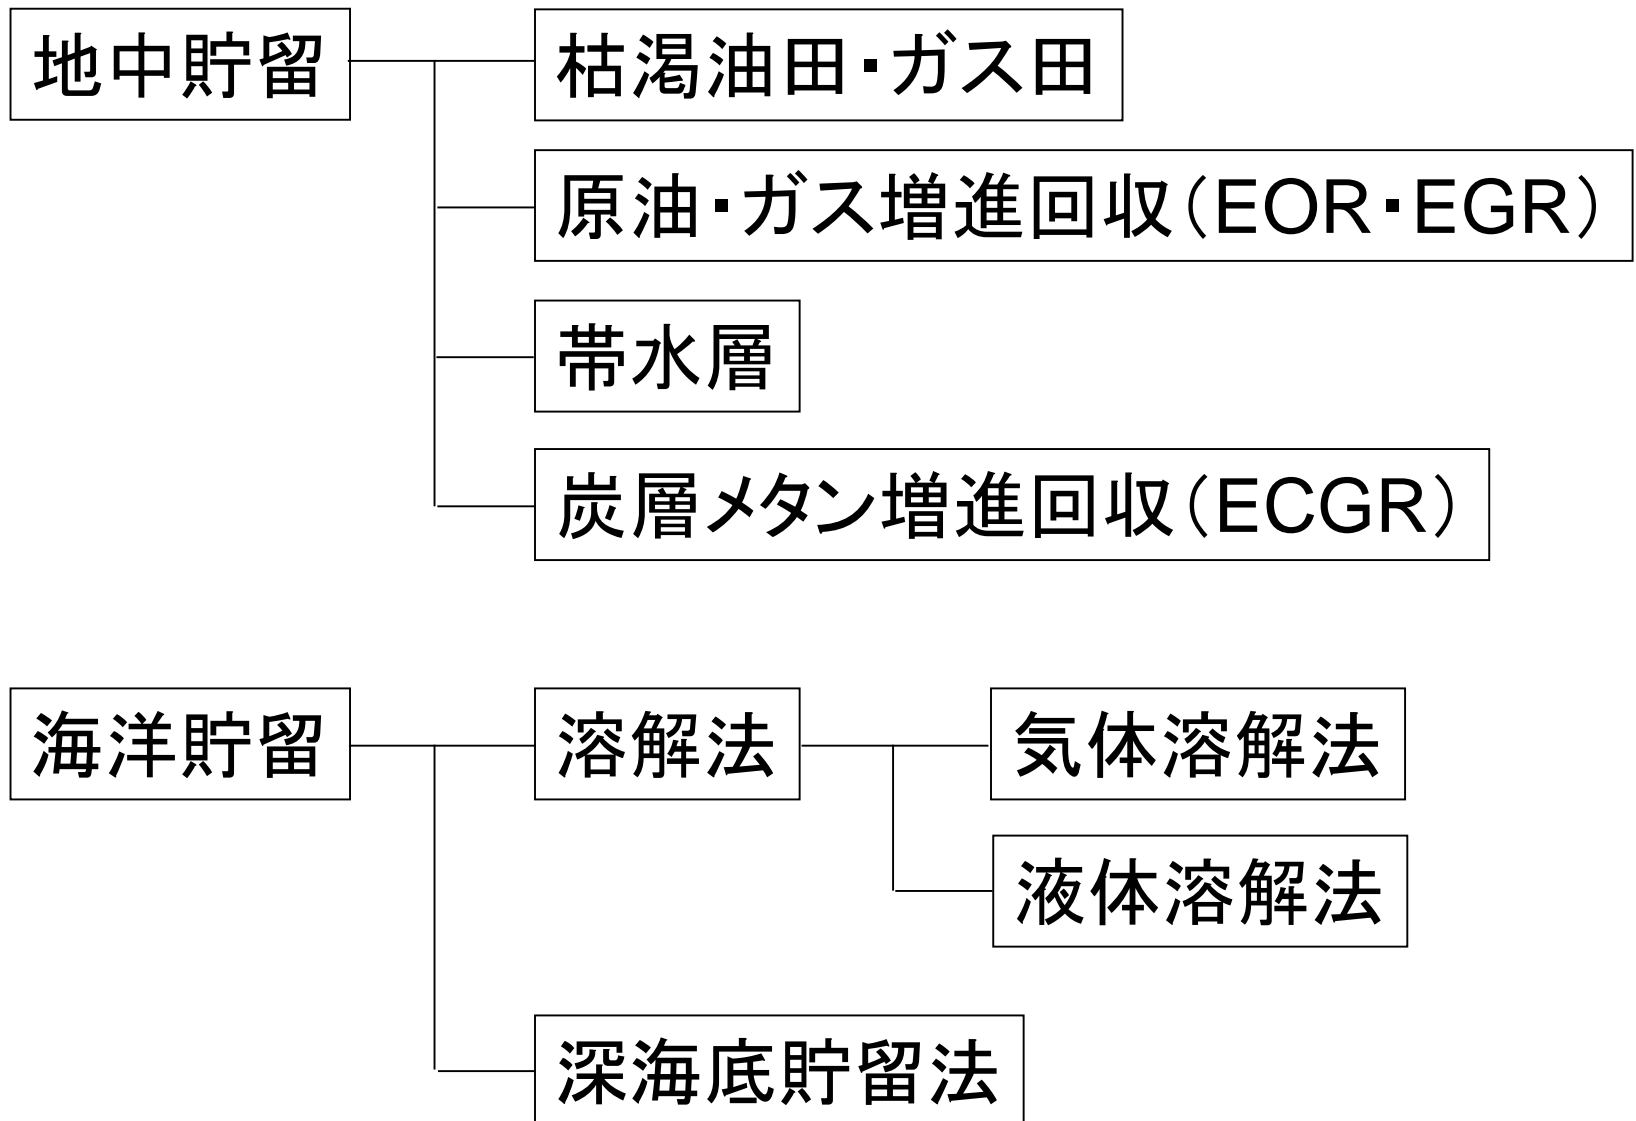 地中貯留
枯渇油田・ガス田
原油・ガス増進回収（EOR・EGR）
帯水層
炭層メタン増進回収（ECGR）
海洋貯留
溶解法
気体溶解法
液体溶解法
深海底貯留法